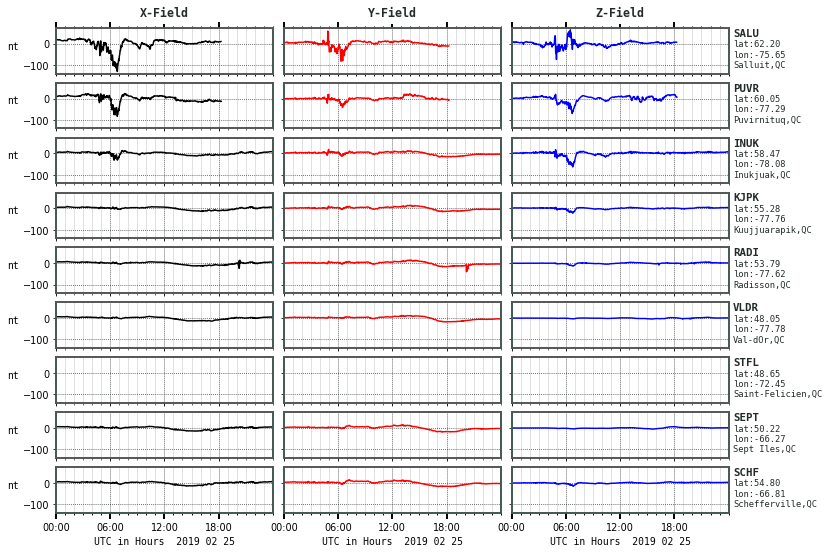 X-Field Y-Field Z-Field
nt 0 −100 SALU
lat:62.20
lon:-75.65
Salluit,QC
nt 0 −100 PUVR
lat:60.05
lon:-77.29
Puvirnituq,QC
nt 0 −100 INUK
lat:58.47
lon:-78.08
Inukjuak,QC
nt 0 −100 KJPK
lat:55.28
lon:-77.76
Kuujjuarapik,QC
nt 0 −100 RADI
lat:53.79
lon:-77.62
Radisson,QC
nt 0 −100 VLDR
lat:48.05
lon:-77.78
Val-dOr,QC
nt 0 −100 STFL
lat:48.65
lon:-72.45
Saint-Felicien,QC
nt 0 −100 SEPT
lat:50.22
lon:-66.27
Sept Iles,QC
nt 0 −100 SCHF
lat:54.80
lon:-66.81
Schefferville,QC
00:00 06:00 12:00 18:00 00:00 06:00 12:00 18:00 00:00 06:00 12:00 18:00
UTC in Hours 2019 02 25 UTC in Hours 2019 02 25 UTC in Hours 2019 02 25